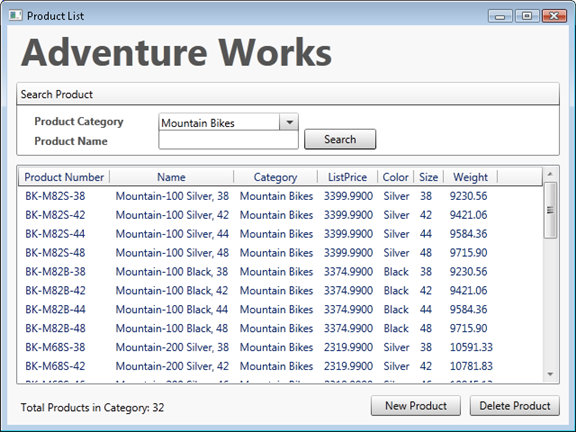 Product List
Adventure Works
Search Product
Product Category Mountain Bikes
Product Name Search
Product Number Name Category ListPrice Color Size Weight
BK-M82S-38 Mountain-100 Silver, 38 Mountain Bikes 3399.9900 Silver 38 9230.56
BK-M82S-42 Mountain-100 Silver, 42 Mountain Bikes 3399.9900 Silver 42 9421.06
BK-M82S-44 Mountain-100 Silver, 44 Mountain Bikes 3399.9900 Silver 44 9584.36
BK-M82S-48 Mountain-100 Silver, 48 Mountain Bikes 3399.9900 Silver 48 9715.90
BK-M82B-38 Mountain-100 Black, 38 Mountain Bikes 3374.9900 Black 38 9230.56
BK-M82B-42 Mountain-100 Black, 42 Mountain Bikes 3374.9900 Black 42 9421.06
BK-M82B-44 Mountain-100 Black, 44 Mountain Bikes 3374.9900 Black 44 9584.36
BK-M82B-48 Mountain-100 Black, 48 Mountain Bikes 3374.9900 Black 48 9715.90
BK-M68S-38 Mountain-200 Silver, 38 Mountain Bikes 2319.9900 Silver 38 10591.33
BK-M68S-42 Mountain-200 Silver, 42 Mountain Bikes 2319.9900 Silver 42 10781.83
Total Products in Category: 32 New Product Delete Product